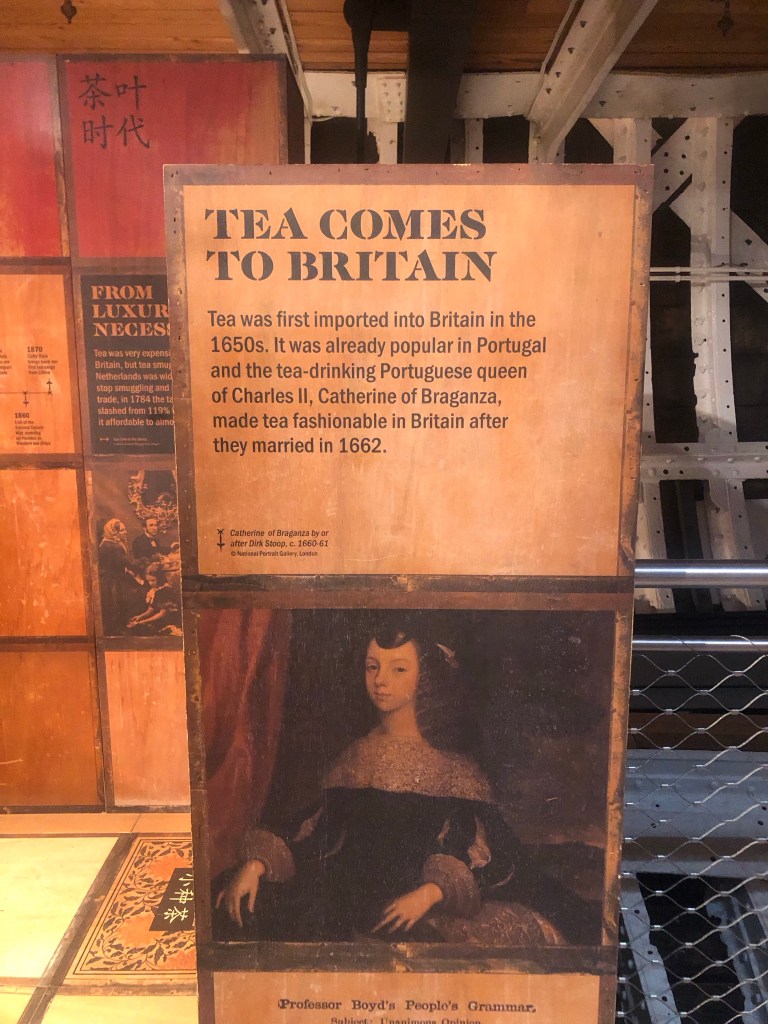 茶叶
时代
TEA COMES
TO BRITAIN
Tea was first imported into Britain in the
1650s. It was already popular in Portugal
and the tea-drinking Portuguese queen
of Charles II, Catherine of Braganza,
made tea fashionable in Britain after
they married in 1662.
Catherine of Braganza by or
after Dirk Stoop, c. 1660-61
© National Portrait Gallery, London
FROM
LUXUR
NECESS
Tea was very expens
Britain, but tea smug
Netherlands was wid
stop smuggling and
trade, in 1784 the ta
slashed from 119%
it affordable to almo
1870
1866
小种茶
Professor Boyd's People's Grammar.
Subject: Unanimous Opinion